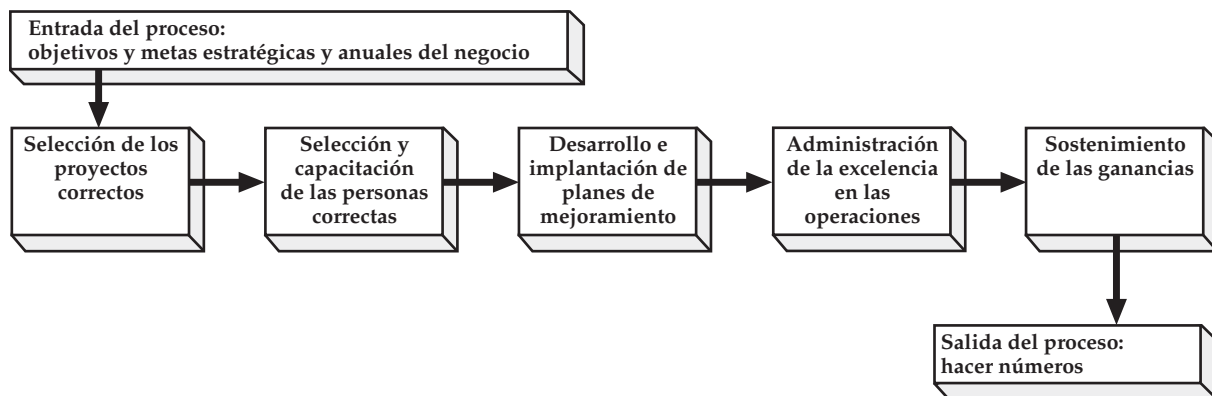 Entrada del proceso:
objetivos y metas estratégicas y anuales del negocio
Selección de los
proyectos
correctos
Selección y
capacitación
de las personas
correctas
Desarrollo e
implantación de
planes de
mejoramiento
Administración
de la excelencia
en las
operaciones
Sostenimiento
de las ganancias
Salida del proceso:
hacer números